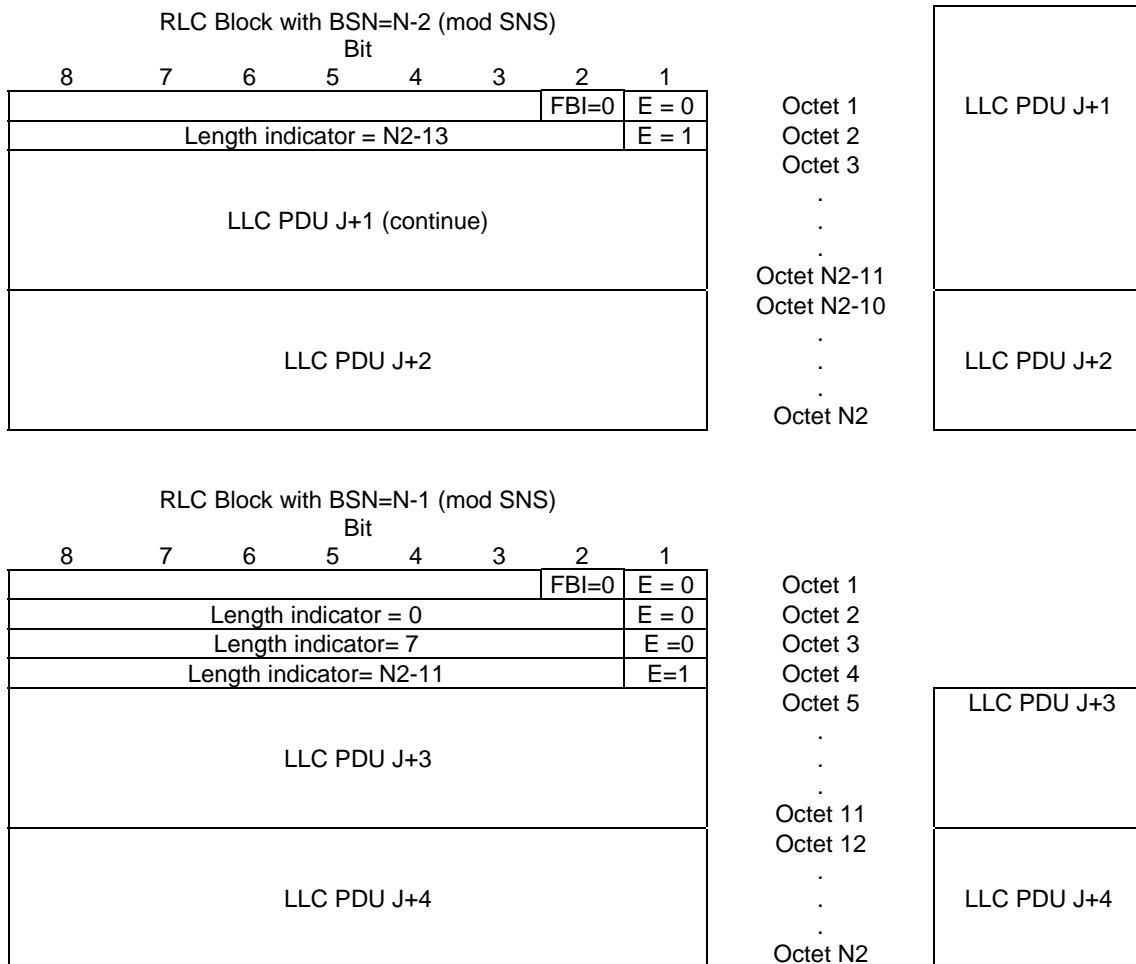 RLC Block with BSN=N-2 (mod SNS)
Bit
8 7 6 5 4 3 2 1
FBI=0 E = 0 Octet 1 LLC PDU J+1
Length indicator = N2-13 E = 1 Octet 2
Octet 3
.
LLC PDU J+1 (continue) .
.
Octet N2-11
Octet N2-10
.
LLC PDU J+2 . LLC PDU J+2
.
Octet N2
RLC Block with BSN=N-1 (mod SNS)
Bit
8 7 6 5 4 3 2 1
FBI=0 E = 0 Octet 1
Length indicator = 0 E = 0 Octet 2
Length indicator= 7 E =0 Octet 3
Length indicator= N2-11 E=1 Octet 4
Octet 5 LLC PDU J+3
.
LLC PDU J+3 .
.
Octet 11
Octet 12
.
LLC PDU J+4 . LLC PDU J+4
.
Octet N2